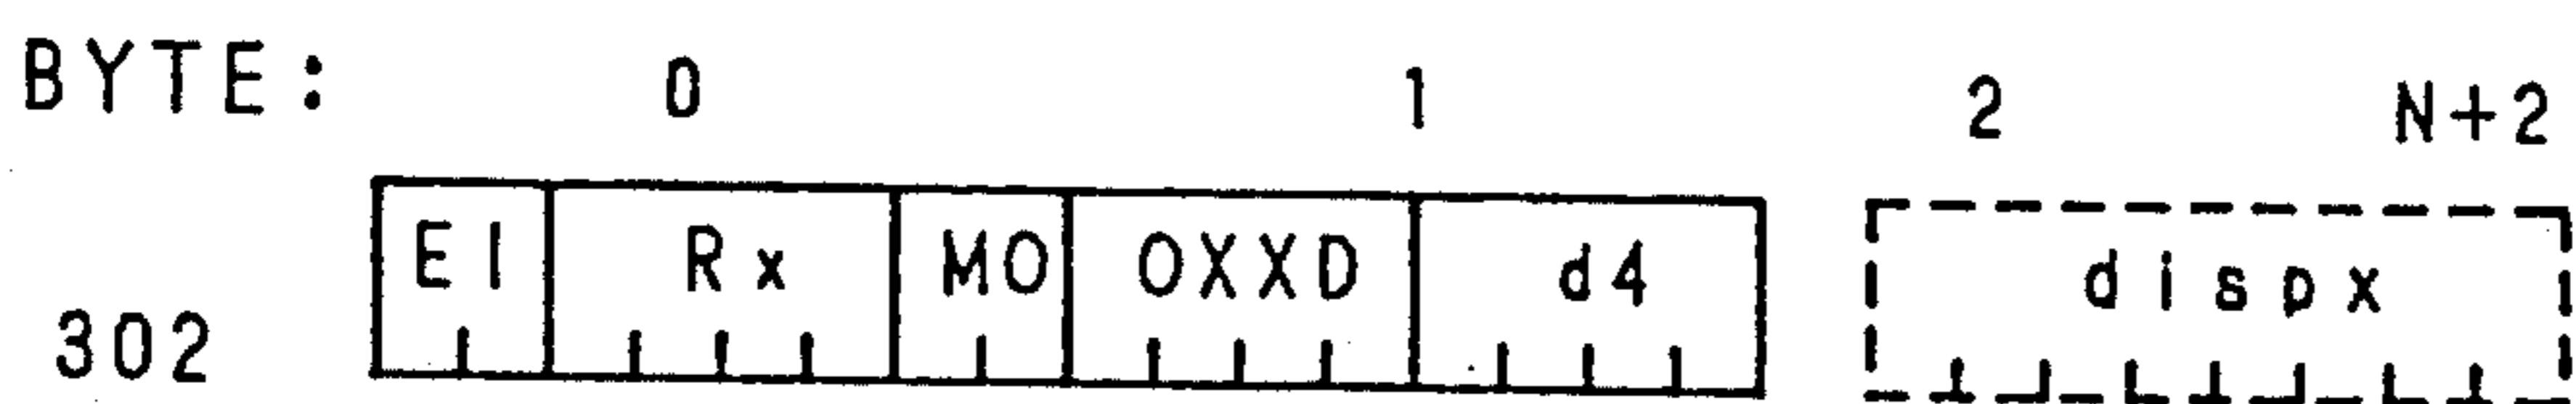 BYTE: 0 1 2 N+2
302 EI Rx MO OXXD d4 dispx